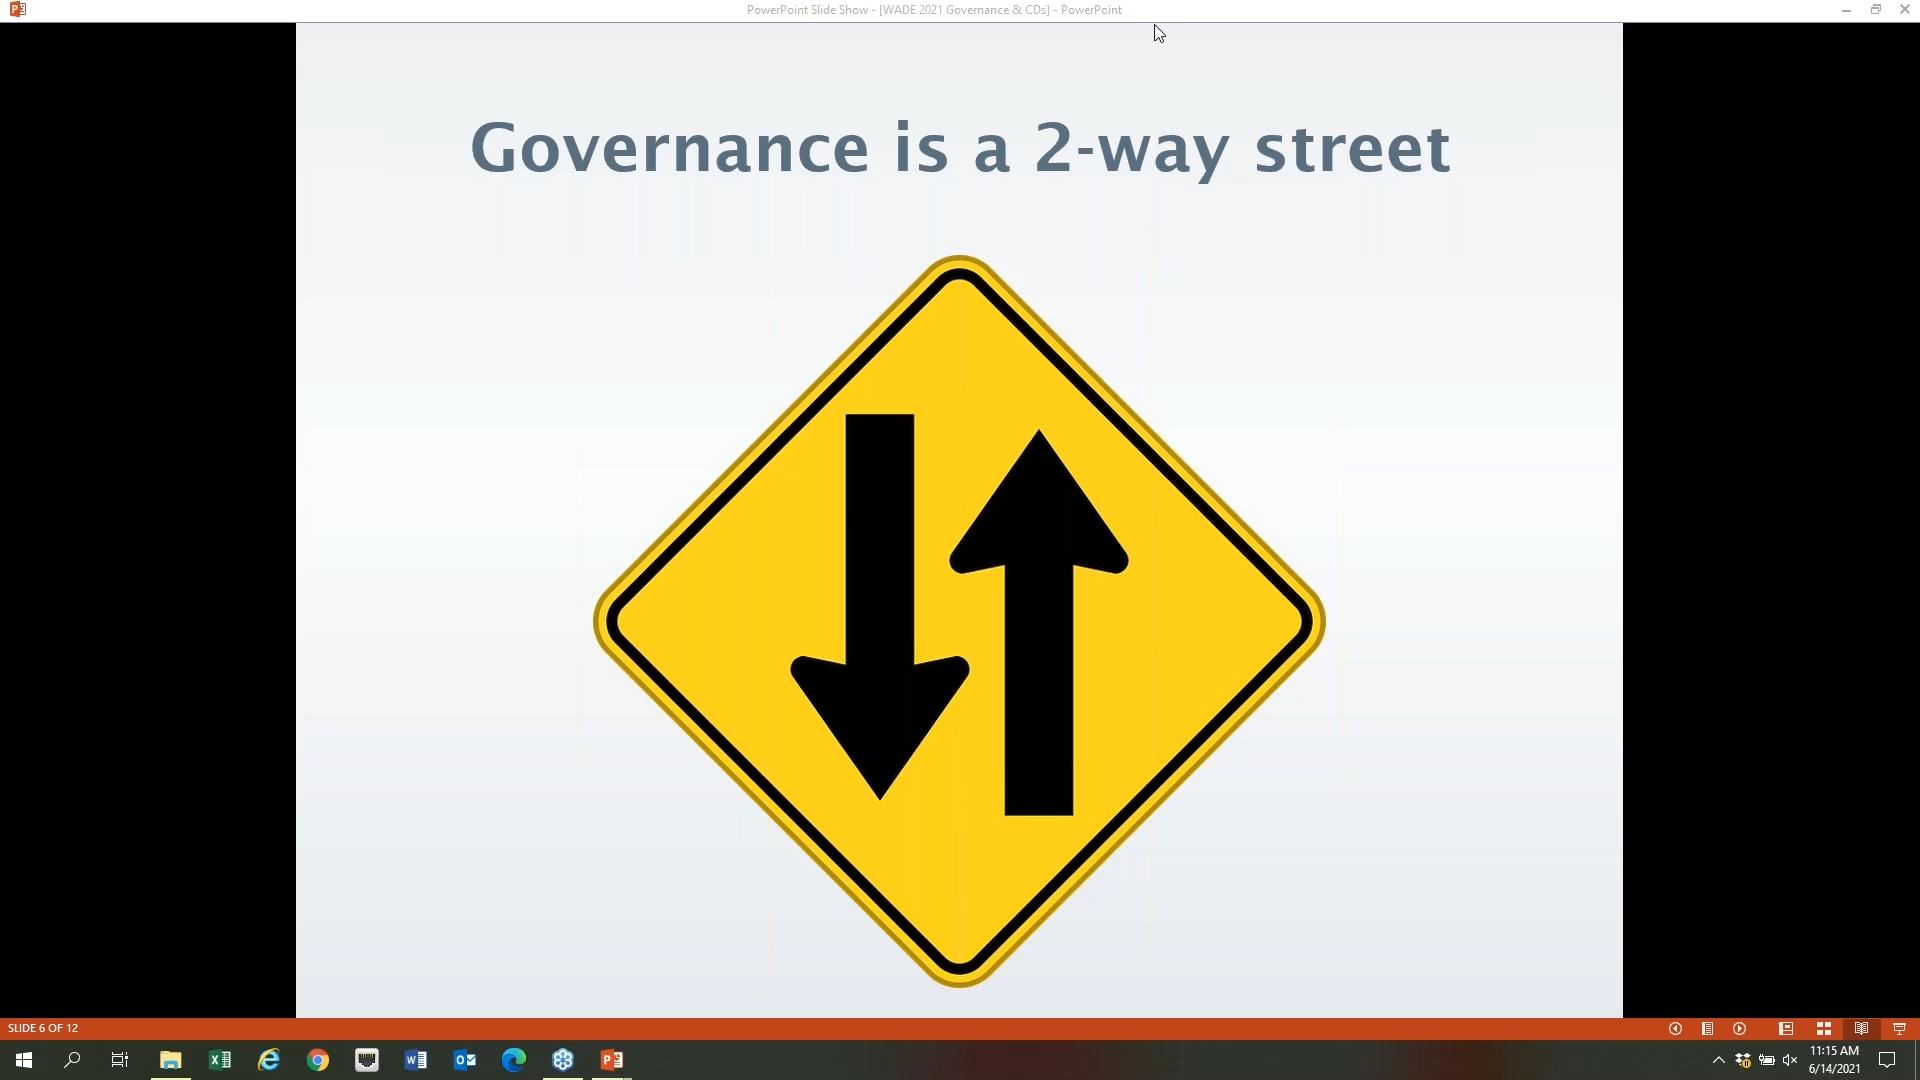 PowerPoint Slide Show - [WADE 2021 Governance & CDs] - PowerPoint
Governance is a 2-way street
SLIDE 6 OF 12
11:15 AM
6/14/2021